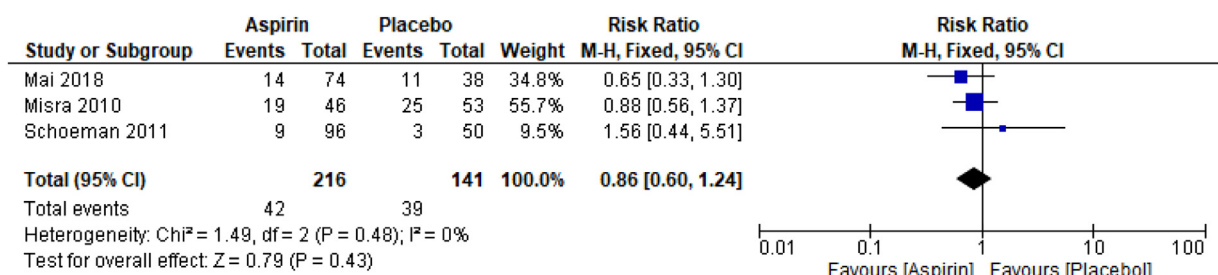 Aspirin Placebo Risk Ratio Risk Ratio
Study or Subgroup Events Total Events Total Weight M-H, Fixed, 95% CI M-H, Fixed, 95% CI
Mai 2018 14 74 11 38 34.8% 0.65 [0.33, 1.30]
Misra 2010 19 46 25 53 55.7% 0.88 [0.56, 1.37]
Schoeman 2011 9 96 3 50 9.5% 1.56 [0.44, 5.51]
Total (95% CI) 216 141 100.0% 0.86 [0.60, 1.24]
Total events 42 39
Heterogeneity: Chi² = 1.49, df = 2 (P = 0.48); I² = 0%
Test for overall effect: Z = 0.79 (P = 0.43)
0.01 0.1 1 10 100
Favours [Aspirin] Favours [Placebo]